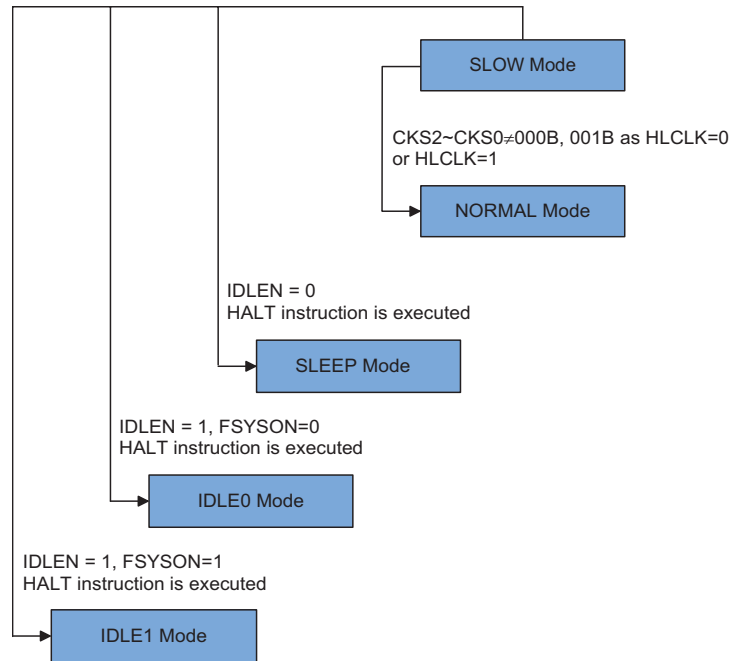 SLOW Mode
CKS2~CKS0≠000B, 001B as HLCLK=0
or HLCLK=1
NORMAL Mode
IDLEN = 0
HALT instruction is executed
SLEEP Mode
IDLEN = 1, FSYSON=0
HALT instruction is executed
IDLE0 Mode
IDLEN = 1, FSYSON=1
HALT instruction is executed
IDLE1 Mode